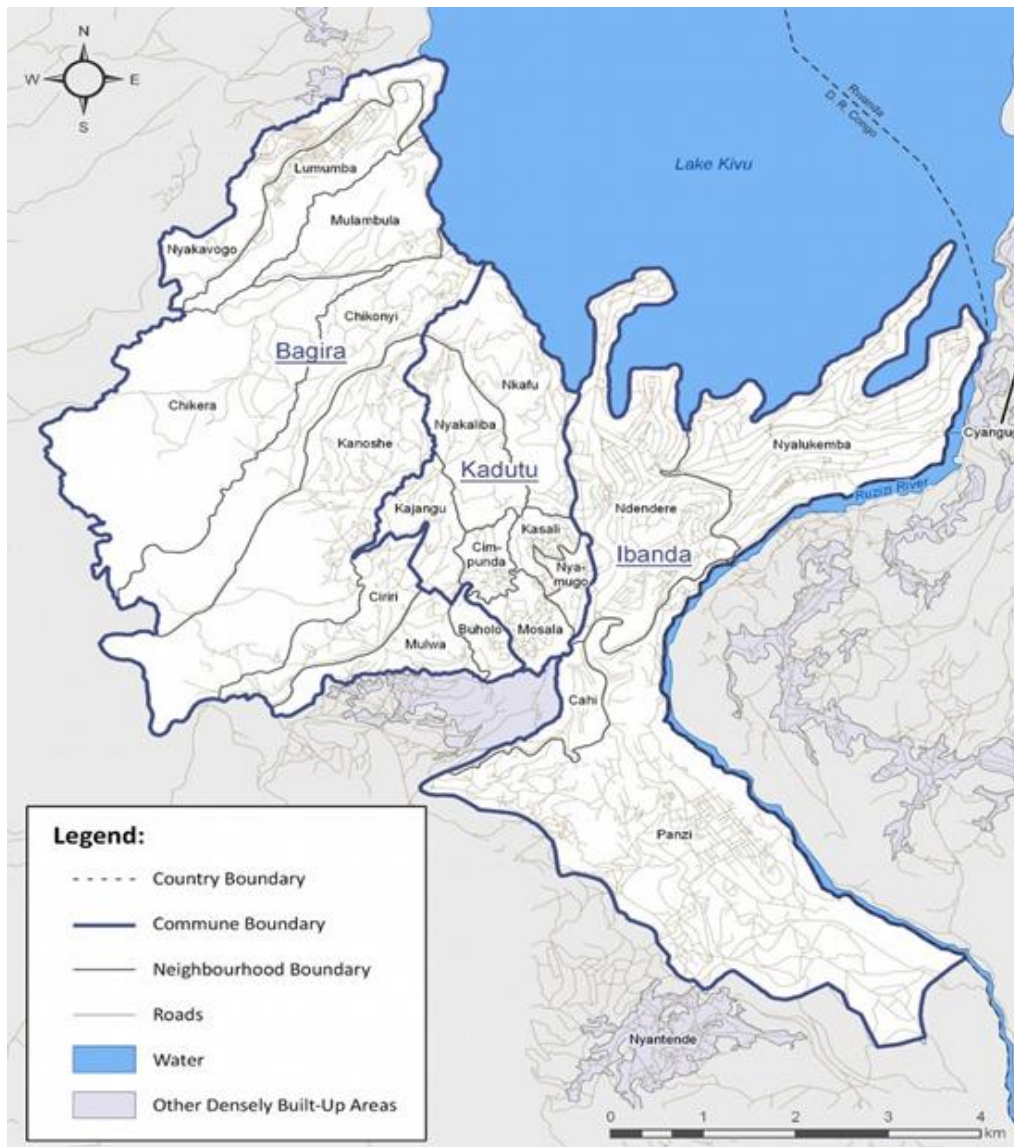 N
W
E
S
Rwanda
D. R. Congo
Lake Kivu
Lumumba
Mulambula
Nyakavogo
Chikonyi
Bagira
Nkafu
Chikera
Nyakaliba
Kanoshe
Cyangug
Nyalukemba
Kadutu
Ruzizi River
Kajangu
Ndendere
Kasali
Cim-
punda
Ibanda
Nya-
mugo
Ciriri
Buholo
Mosala
Mulwa
Cahi
Panzi
Legend:
Country Boundary
Commune Boundary
Neighbourhood Boundary
Roads
Water
Other Densely Built-Up Areas
Nyantende
0 1 2 3 4
km